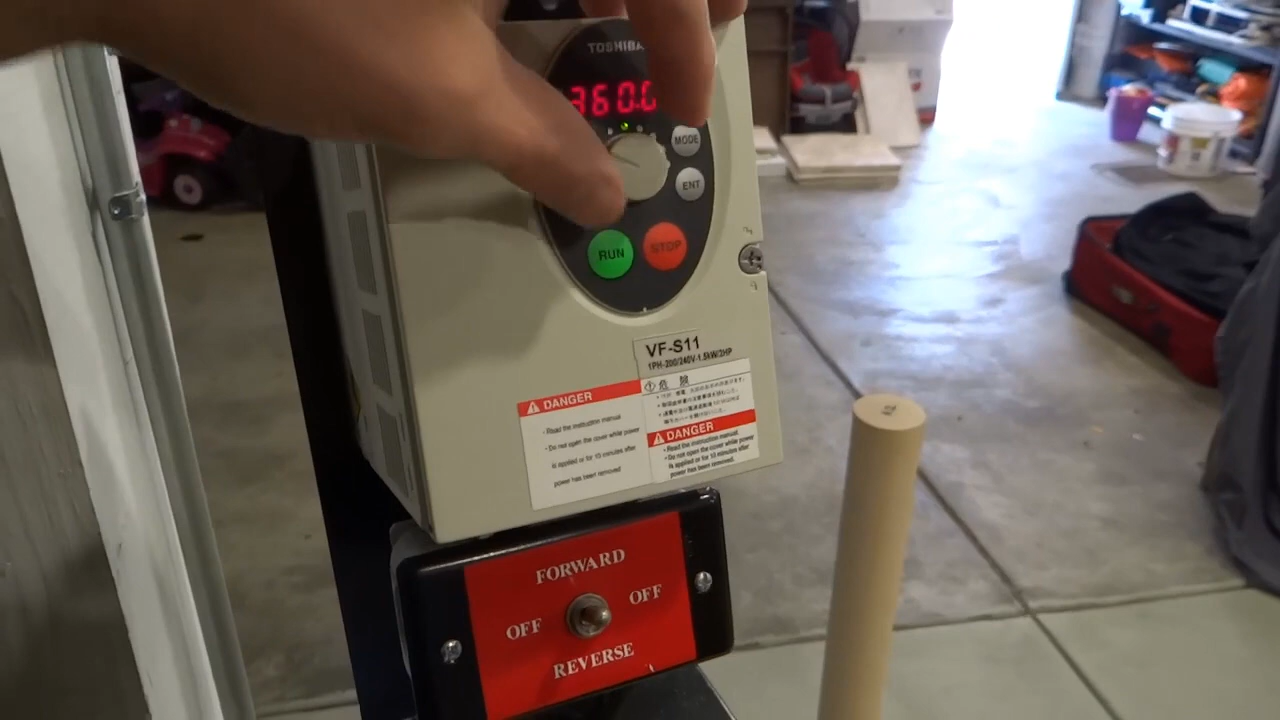 TOSHIBA
360.0
MODE
ENT
RUN
STOP
VF-S11
1PH-200/240V-1.5kW/2HP
DANGER
・Read the instruction manual
・Do not open the cover while power
is applied or for 10 minutes after
power has been removed
危険
DANGER
・Read the instruction manual
・Do not open the cover while power
is applied or for 10 minutes after
power has been removed.
FORWARD
OFF
OFF
REVERSE